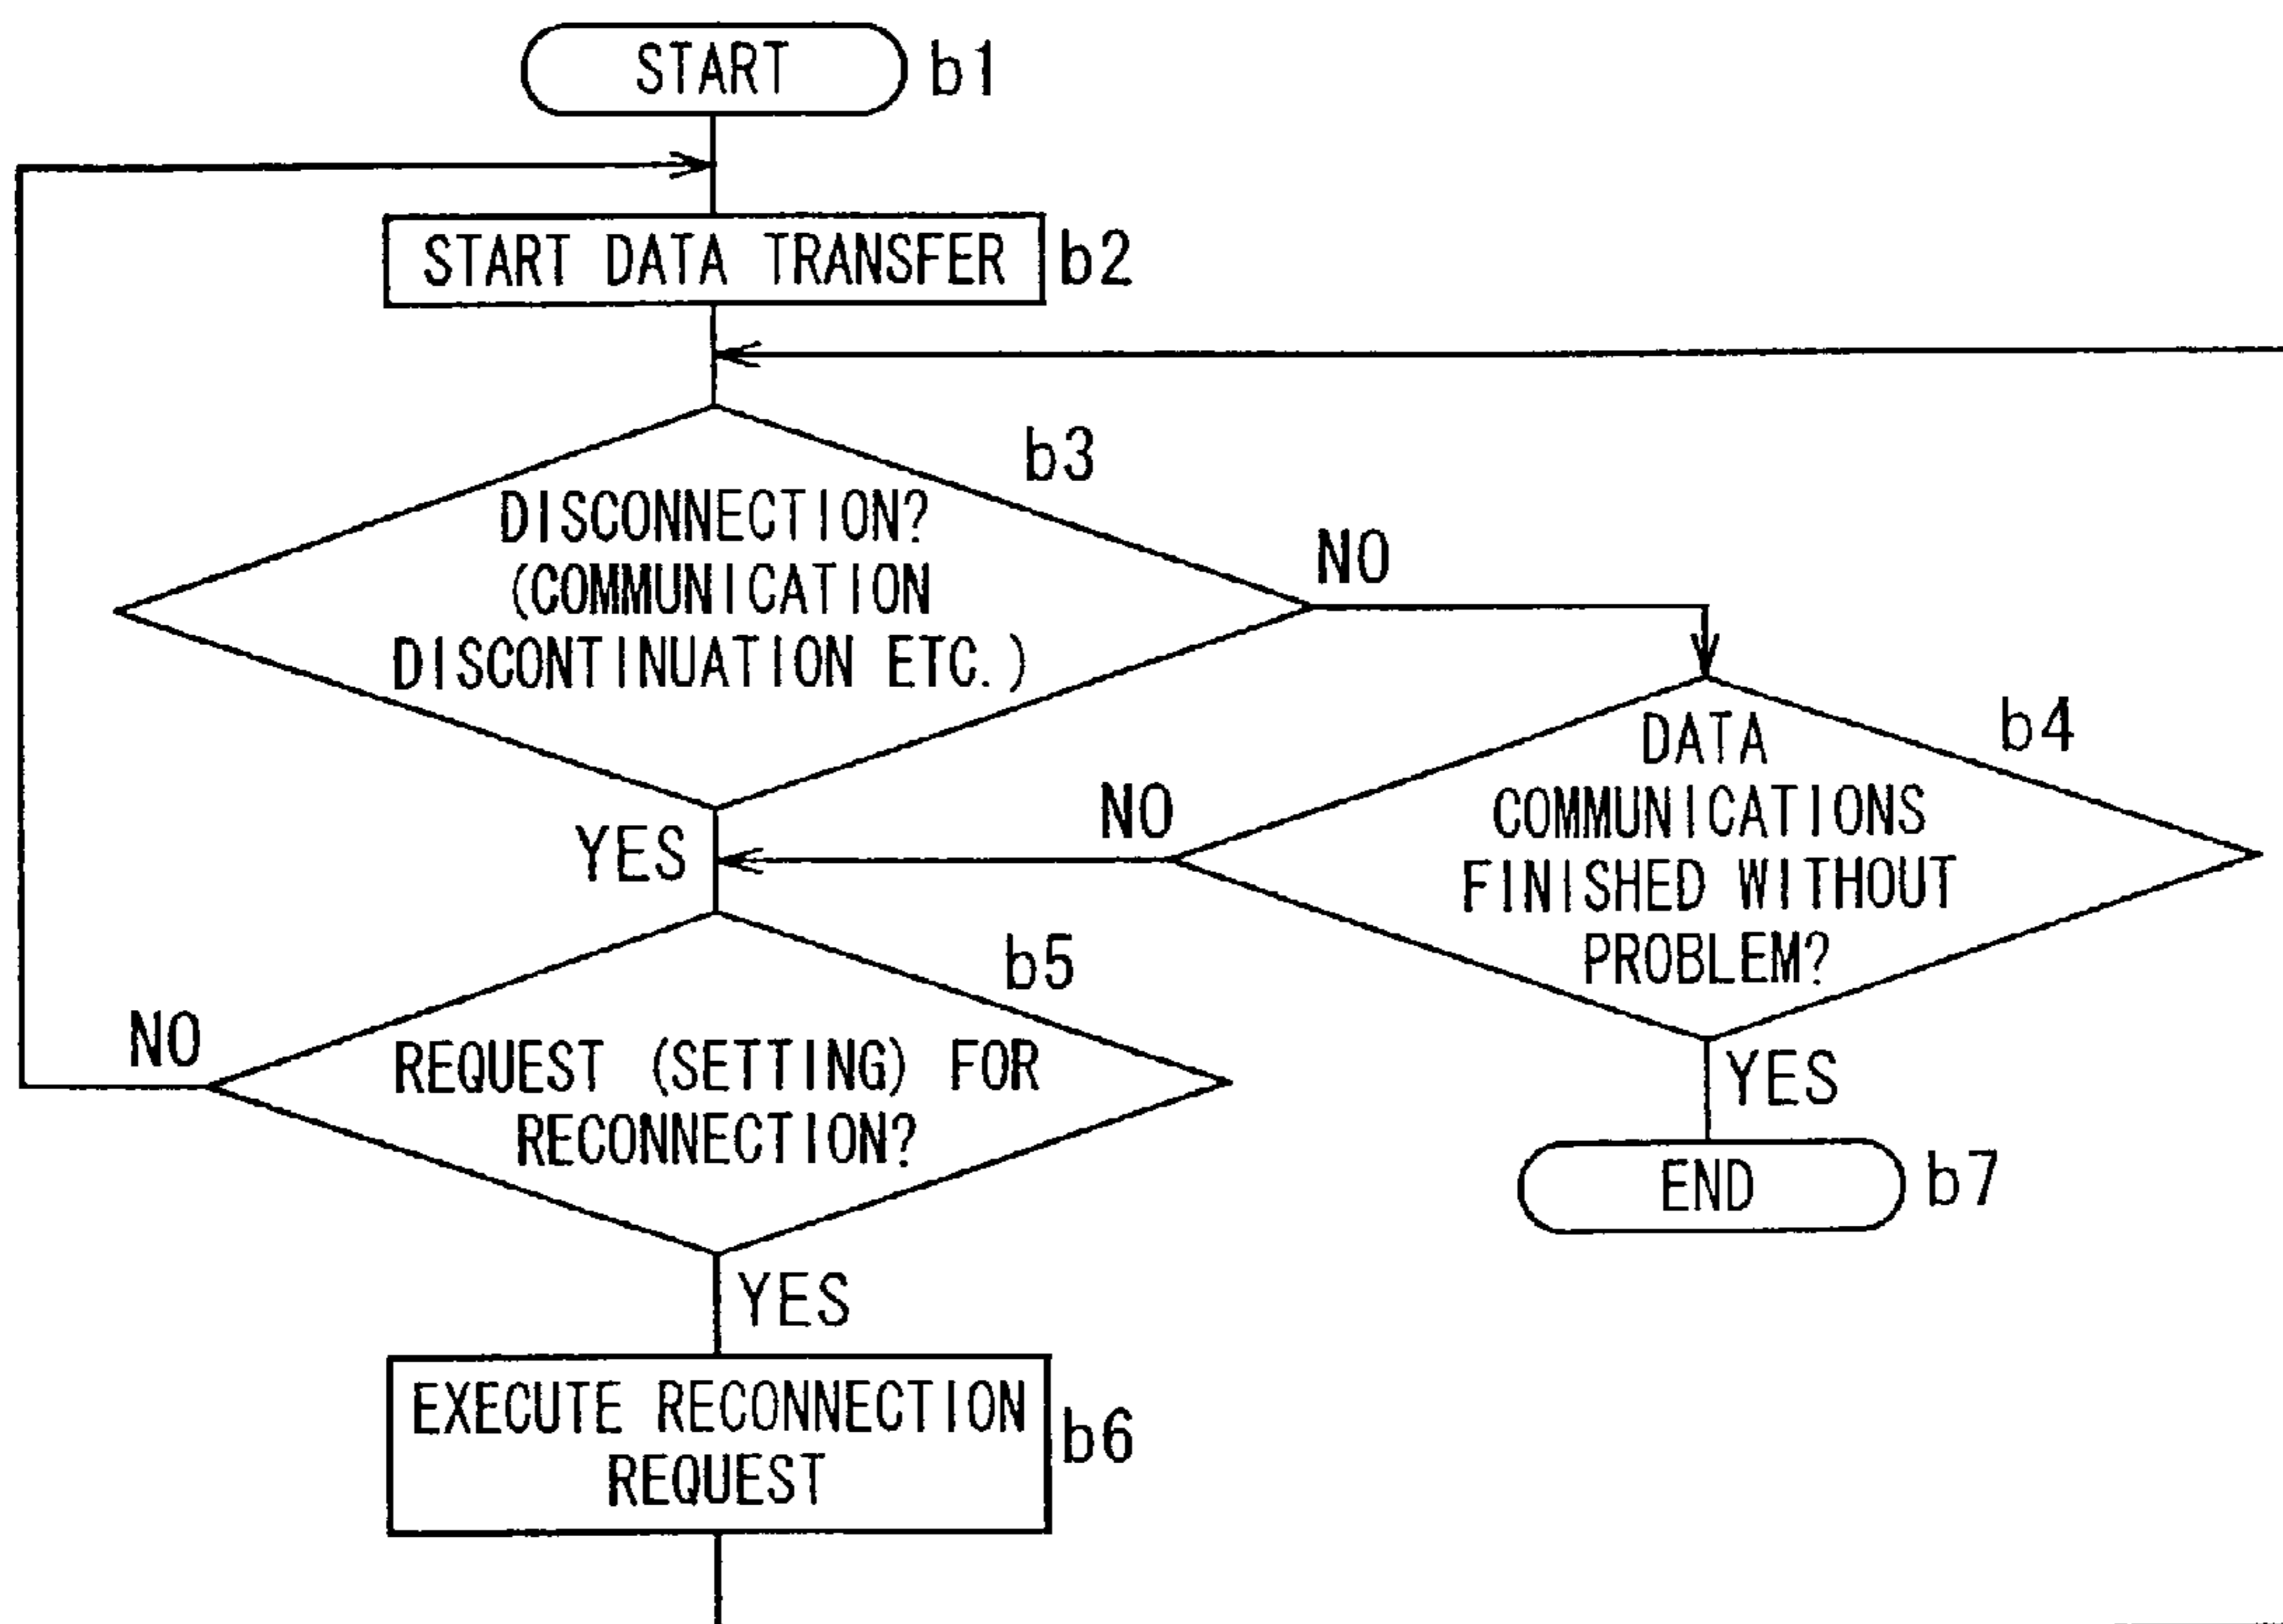 START b1
START DATA TRANSFER b2
b3
DISCONNECTION?
(COMMUNICATION
DISCONTINUATION ETC.)
NO
YES
b4
DATA
COMMUNICATIONS
FINISHED WITHOUT
PROBLEM?
NO
YES
END b7
b5
REQUEST (SETTING) FOR
RECONNECTION?
NO
YES
EXECUTE RECONNECTION
REQUEST
b6